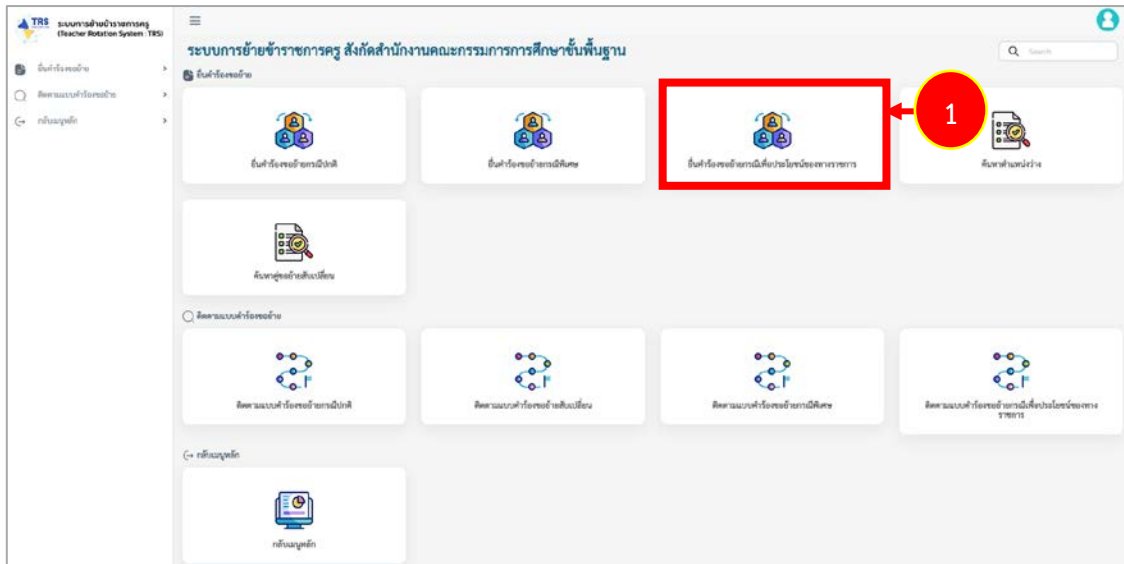 TRS ระบบการย้ายข้าราชการครู
(Teacher Rotation System : TRS)
ระบบการย้ายข้าราชการครู สังกัดสำนักงานคณะกรรมการการศึกษาขั้นพื้นฐาน
Search
ยื่นคำร้องขอย้าย
ติดตามแบบคำร้องขอย้าย
กลับเมนูหลัก
ยื่นคำร้องขอย้าย
ยื่นคำร้องขอย้ายกรณีปกติ
ยื่นคำร้องขอย้ายกรณีพิเศษ
ยื่นคำร้องขอย้ายกรณีเพื่อประโยชน์ของทางราชการ
1
ค้นหาตำแหน่งว่าง
ค้นหาคู่ขอย้ายสับเปลี่ยน
ติดตามแบบคำร้องขอย้าย
ติดตามแบบคำร้องขอย้ายกรณีปกติ
ติดตามแบบคำร้องขอย้ายสับเปลี่ยน
ติดตามแบบคำร้องขอย้ายกรณีพิเศษ
ติดตามแบบคำร้องขอย้ายกรณีเพื่อประโยชน์ของทาง
ราชการ
กลับเมนูหลัก
กลับเมนูหลัก